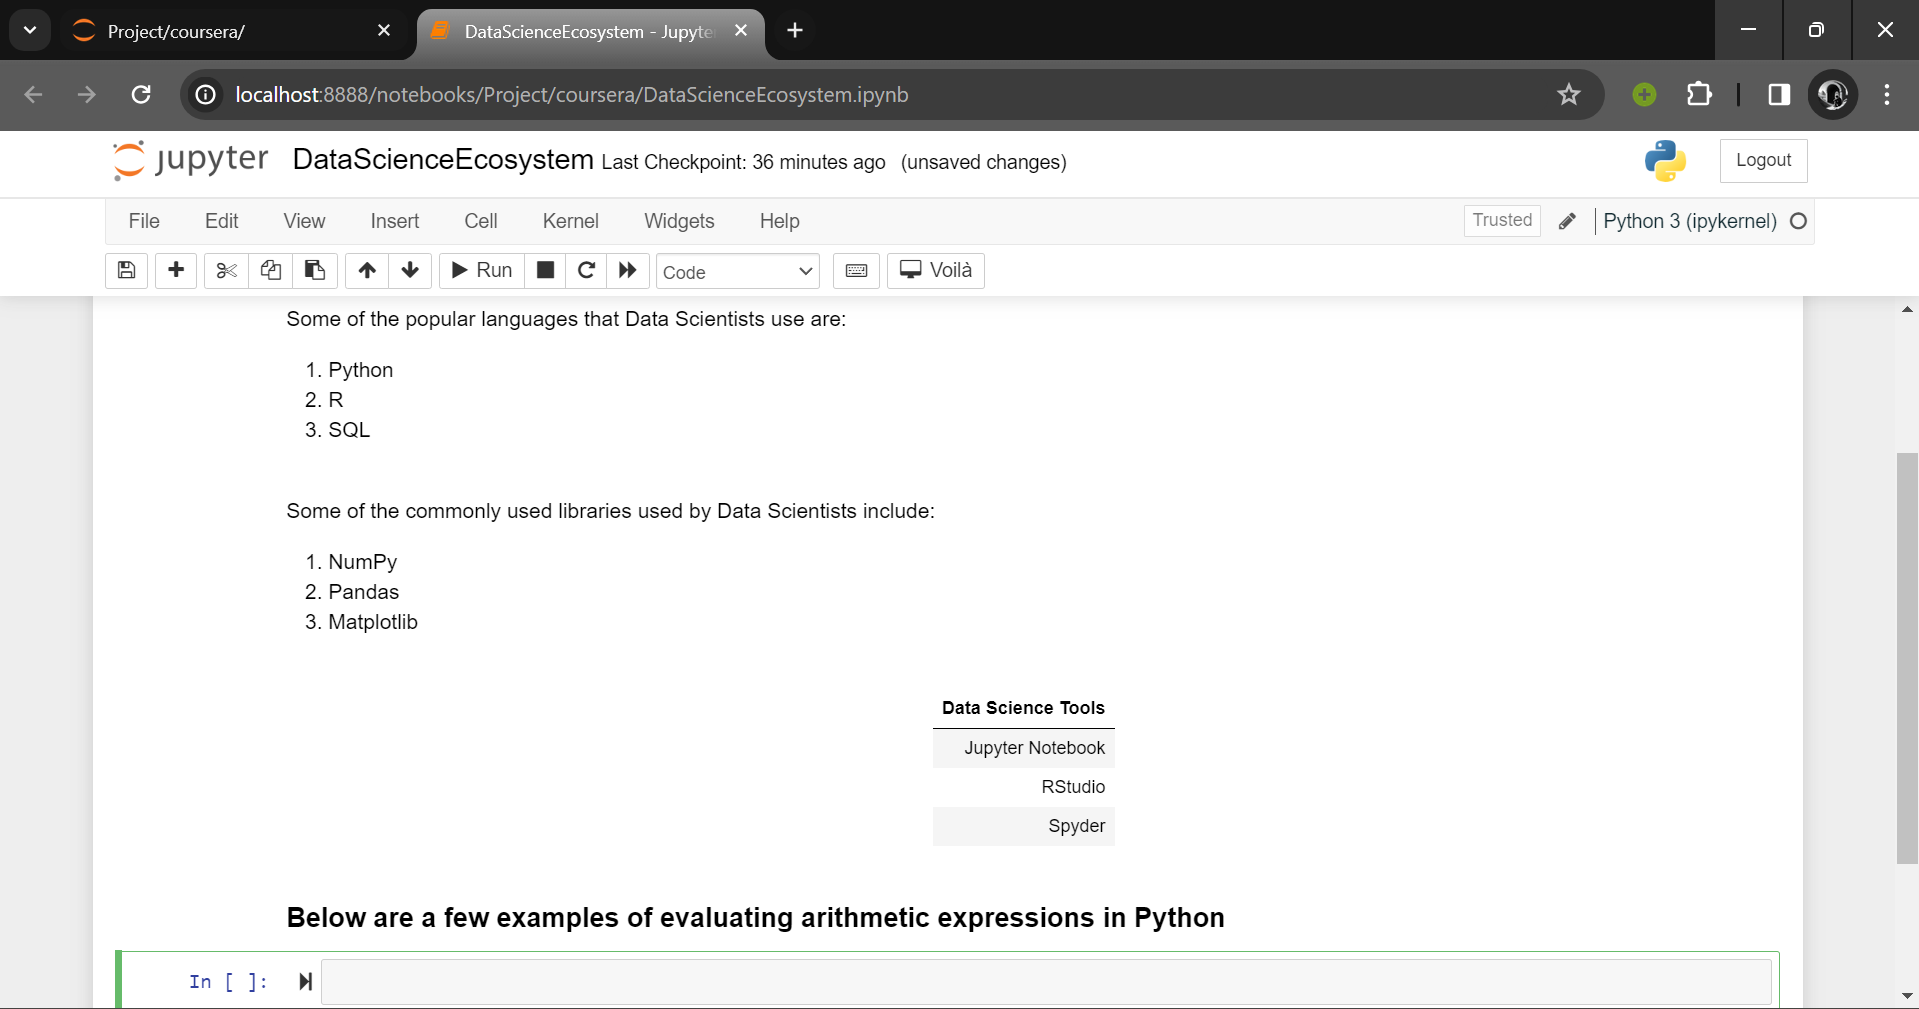 Project/coursera/
DataScienceEcosystem - Jupyte
localhost:8888/notebooks/Project/coursera/DataScienceEcosystem.ipynb
jupyter DataScienceEcosystem Last Checkpoint: 36 minutes ago (unsaved changes)
Logout
File Edit View Insert Cell Kernel Widgets Help
Trusted Python 3 (ipykernel)
Run Code Voilà
Some of the popular languages that Data Scientists use are:
1. Python
2. R
3. SQL
Some of the commonly used libraries used by Data Scientists include:
1. NumPy
2. Pandas
3. Matplotlib
Data Science Tools
Jupyter Notebook
RStudio
Spyder
Below are a few examples of evaluating arithmetic expressions in Python
In [ ]: